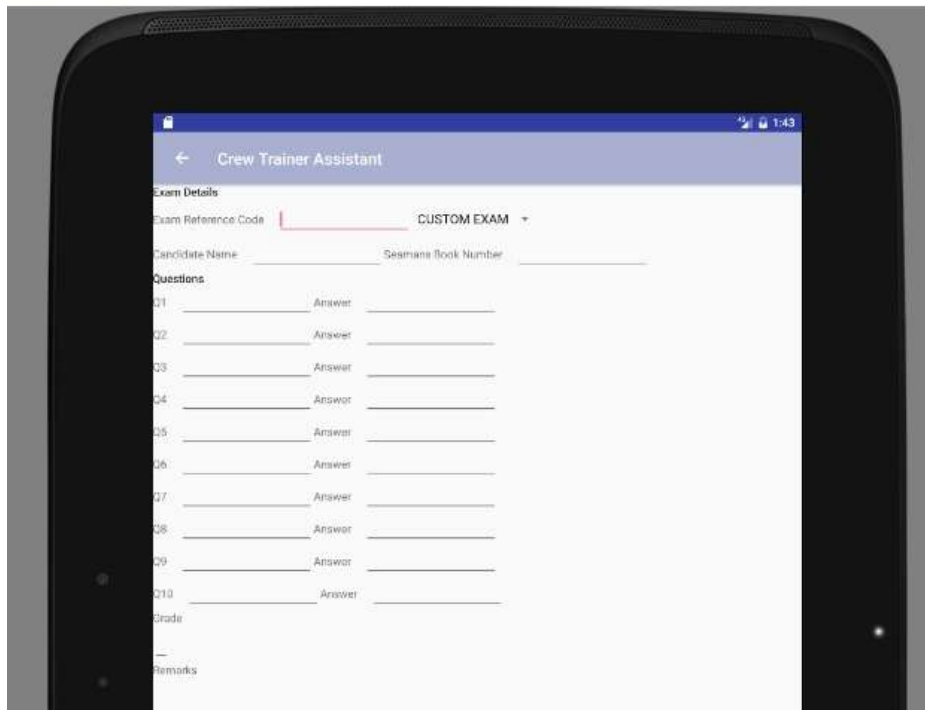 1:43
Crew Trainer Assistant
Exam Details
Exam Reference Code CUSTOM EXAM
Candidate Name Seamans Book Number
Questions
Q1 Answer
Q2 Answer
Q3 Answer
Q4 Answer
Q5 Answer
Q6 Answer
Q7 Answer
Q8 Answer
Q9 Answer
Q10 Answer
Grade
Remarks